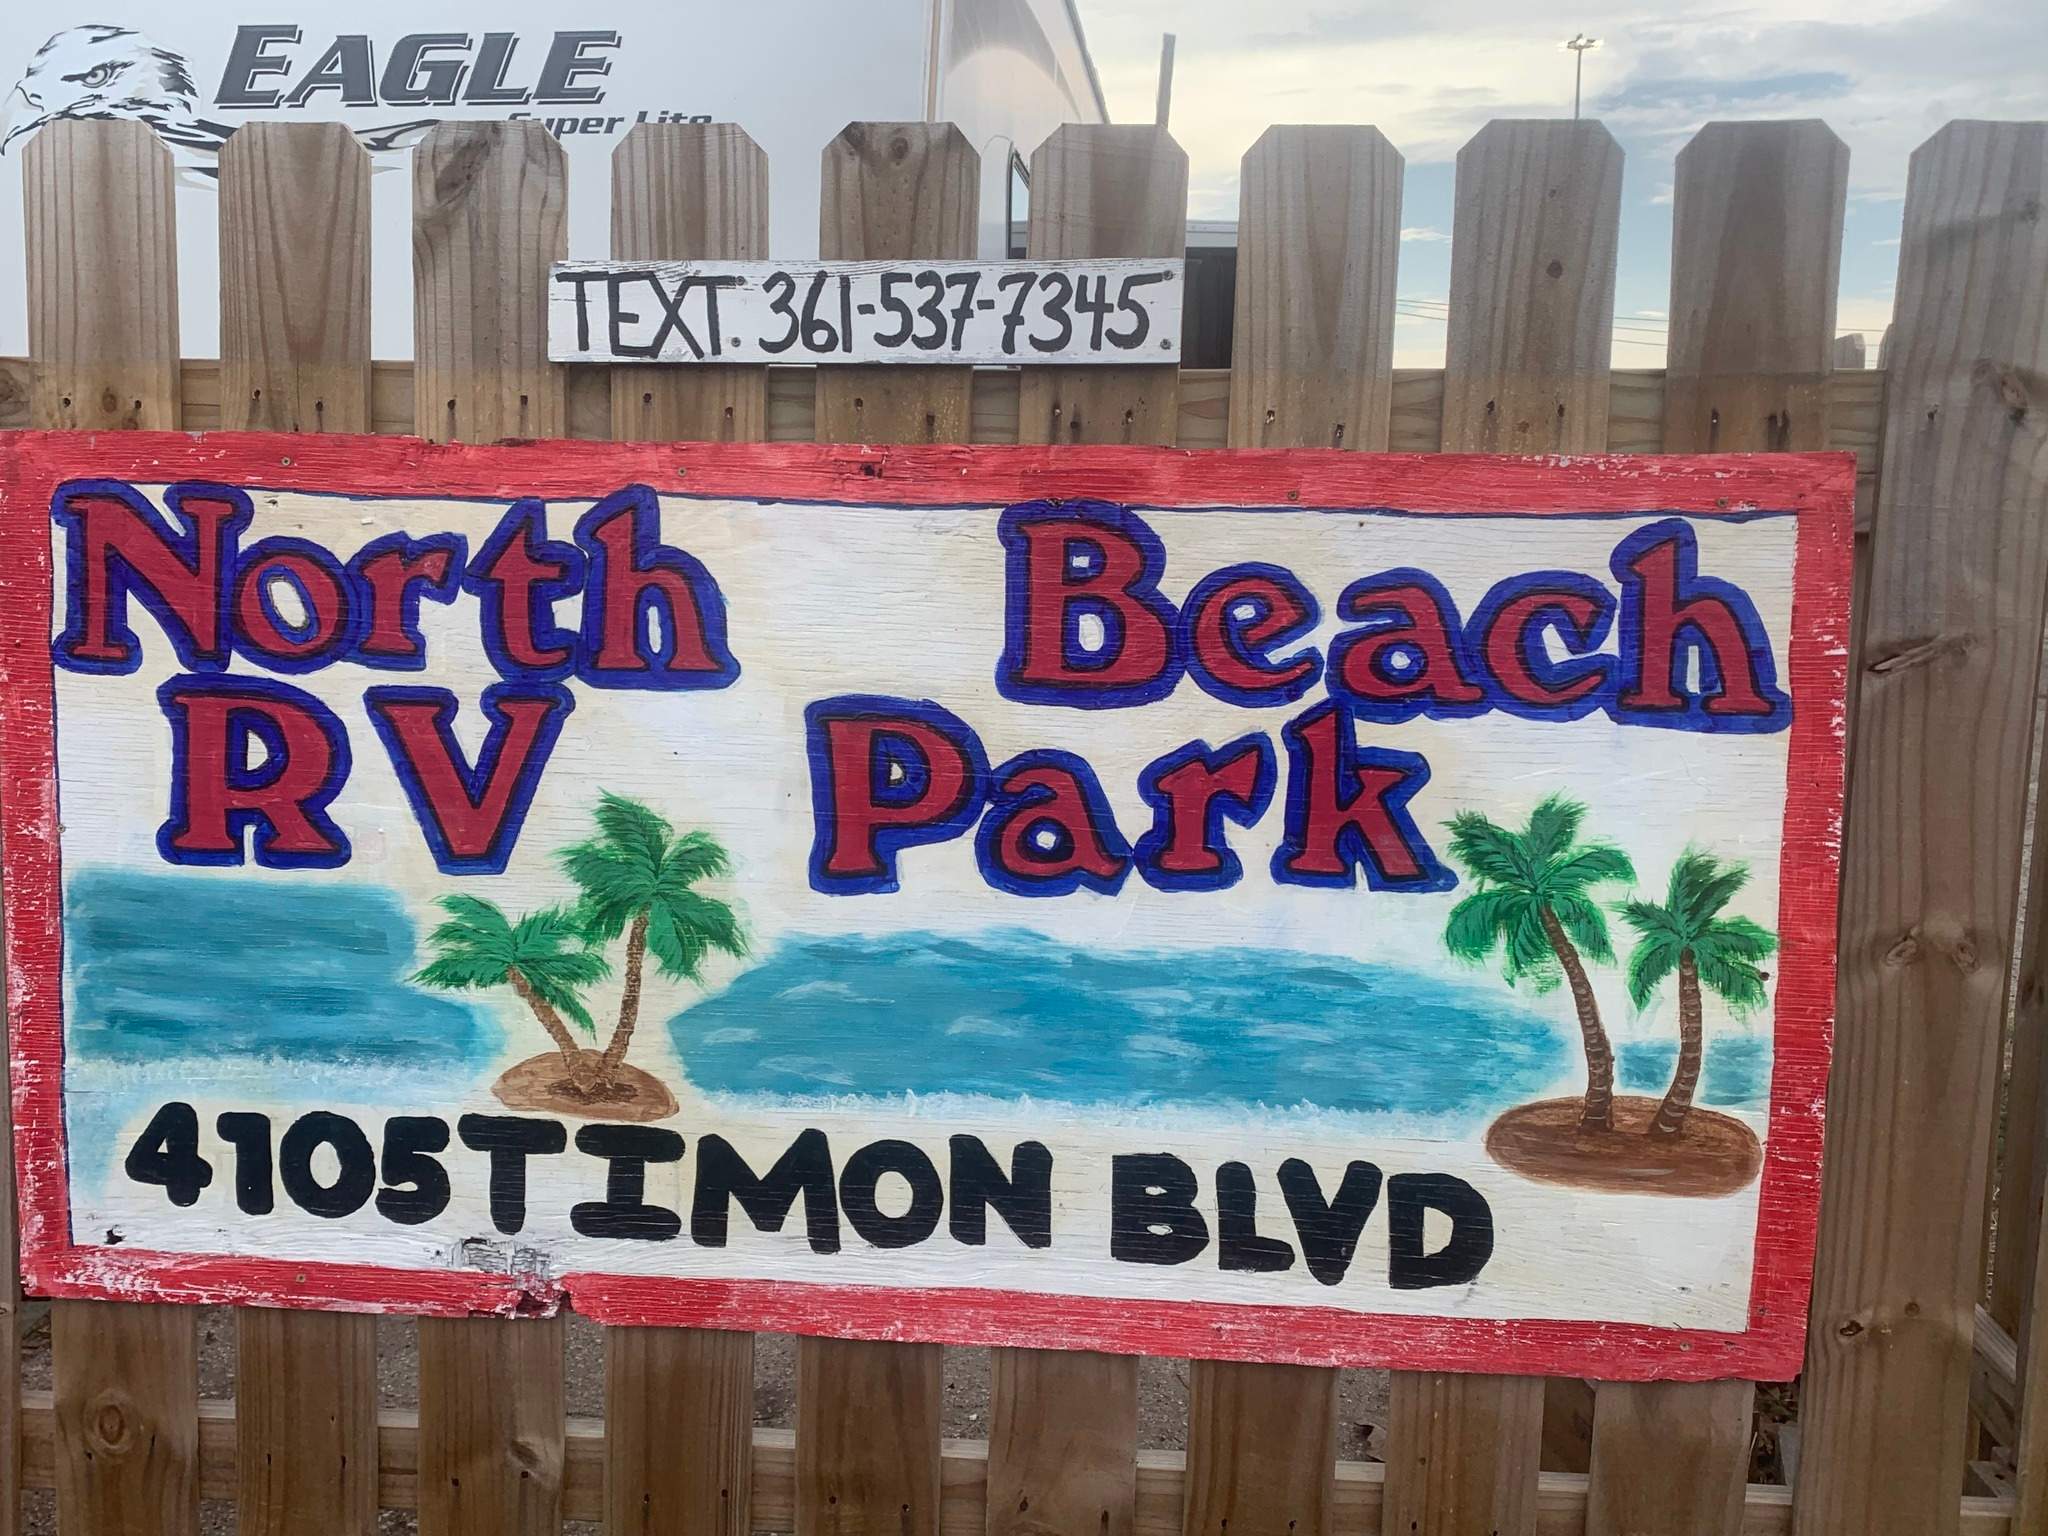 EAGLE
Super Lite
TEXT 361-537-7345
North Beach
RV Park
4105 TIMON BLVD